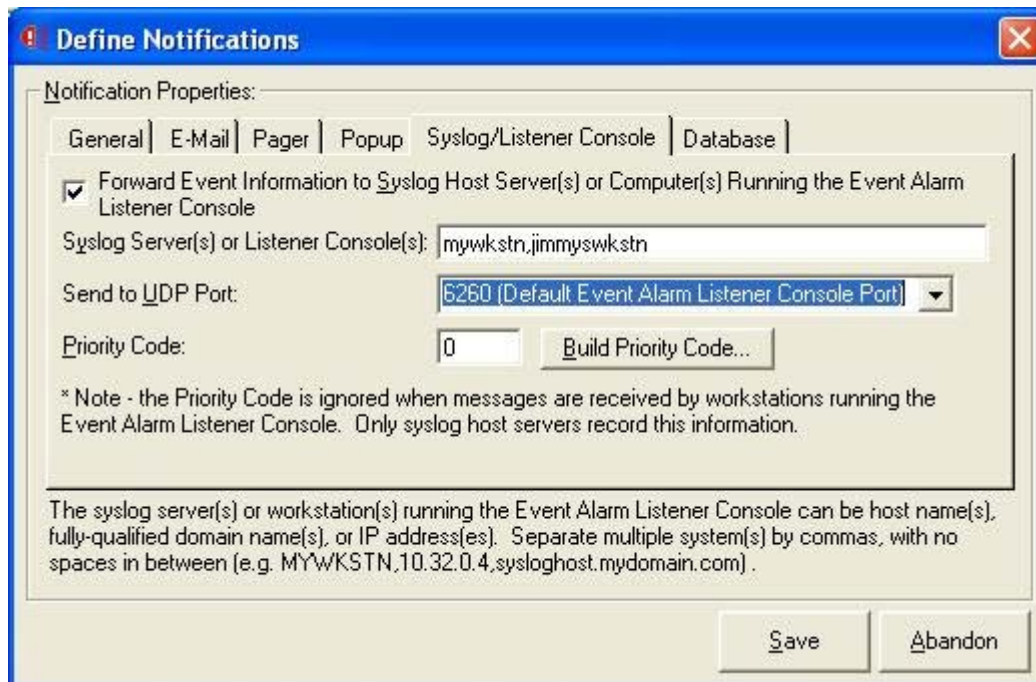 Define Notifications
Notification Properties:
General E-Mail Pager Popup Syslog/Listener Console Database
Forward Event Information to Syslog Host Server(s) or Computer(s) Running the Event Alarm
Listener Console
Syslog Server(s) or Listener Console(s): mywkstn,jimmyswkstn
Send to UDP Port: 6260 (Default Event Alarm Listener Console Port)
Priority Code: 0 Build Priority Code...
* Note - the Priority Code is ignored when messages are received by workstations running the
Event Alarm Listener Console. Only syslog host servers record this information.
The syslog server(s) or workstation(s) running the Event Alarm Listener Console can be host name(s),
fully-qualified domain name(s), or IP address(es). Separate multiple system(s) by commas, with no
spaces in between (e.g. MYWKSTN,10.32.0.4,sysloghost.mydomain.com) .
Save Abandon